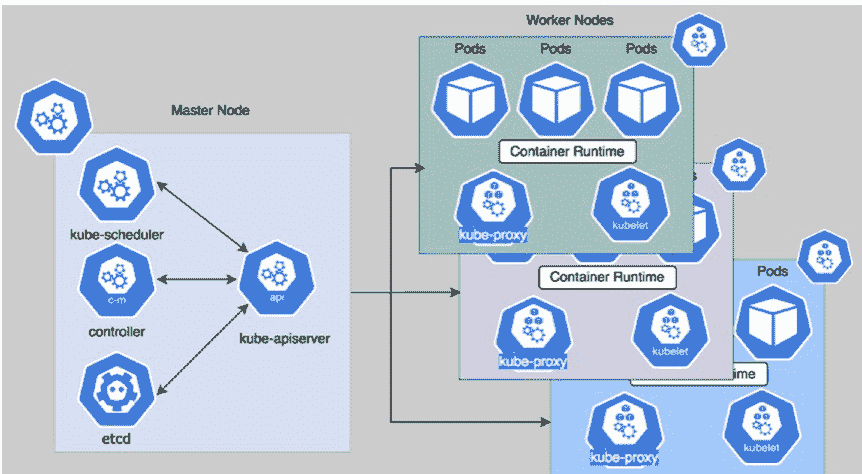 Worker Nodes
Pods
Pods
Pods
Master Node
Container Runtime
kube-scheduler
kube-proxy
kubelet
c-m
api
controller
kube-apiserver
Container Runtime
Pods
kube-proxy
kubelet
etcd
kube-proxy
kubelet